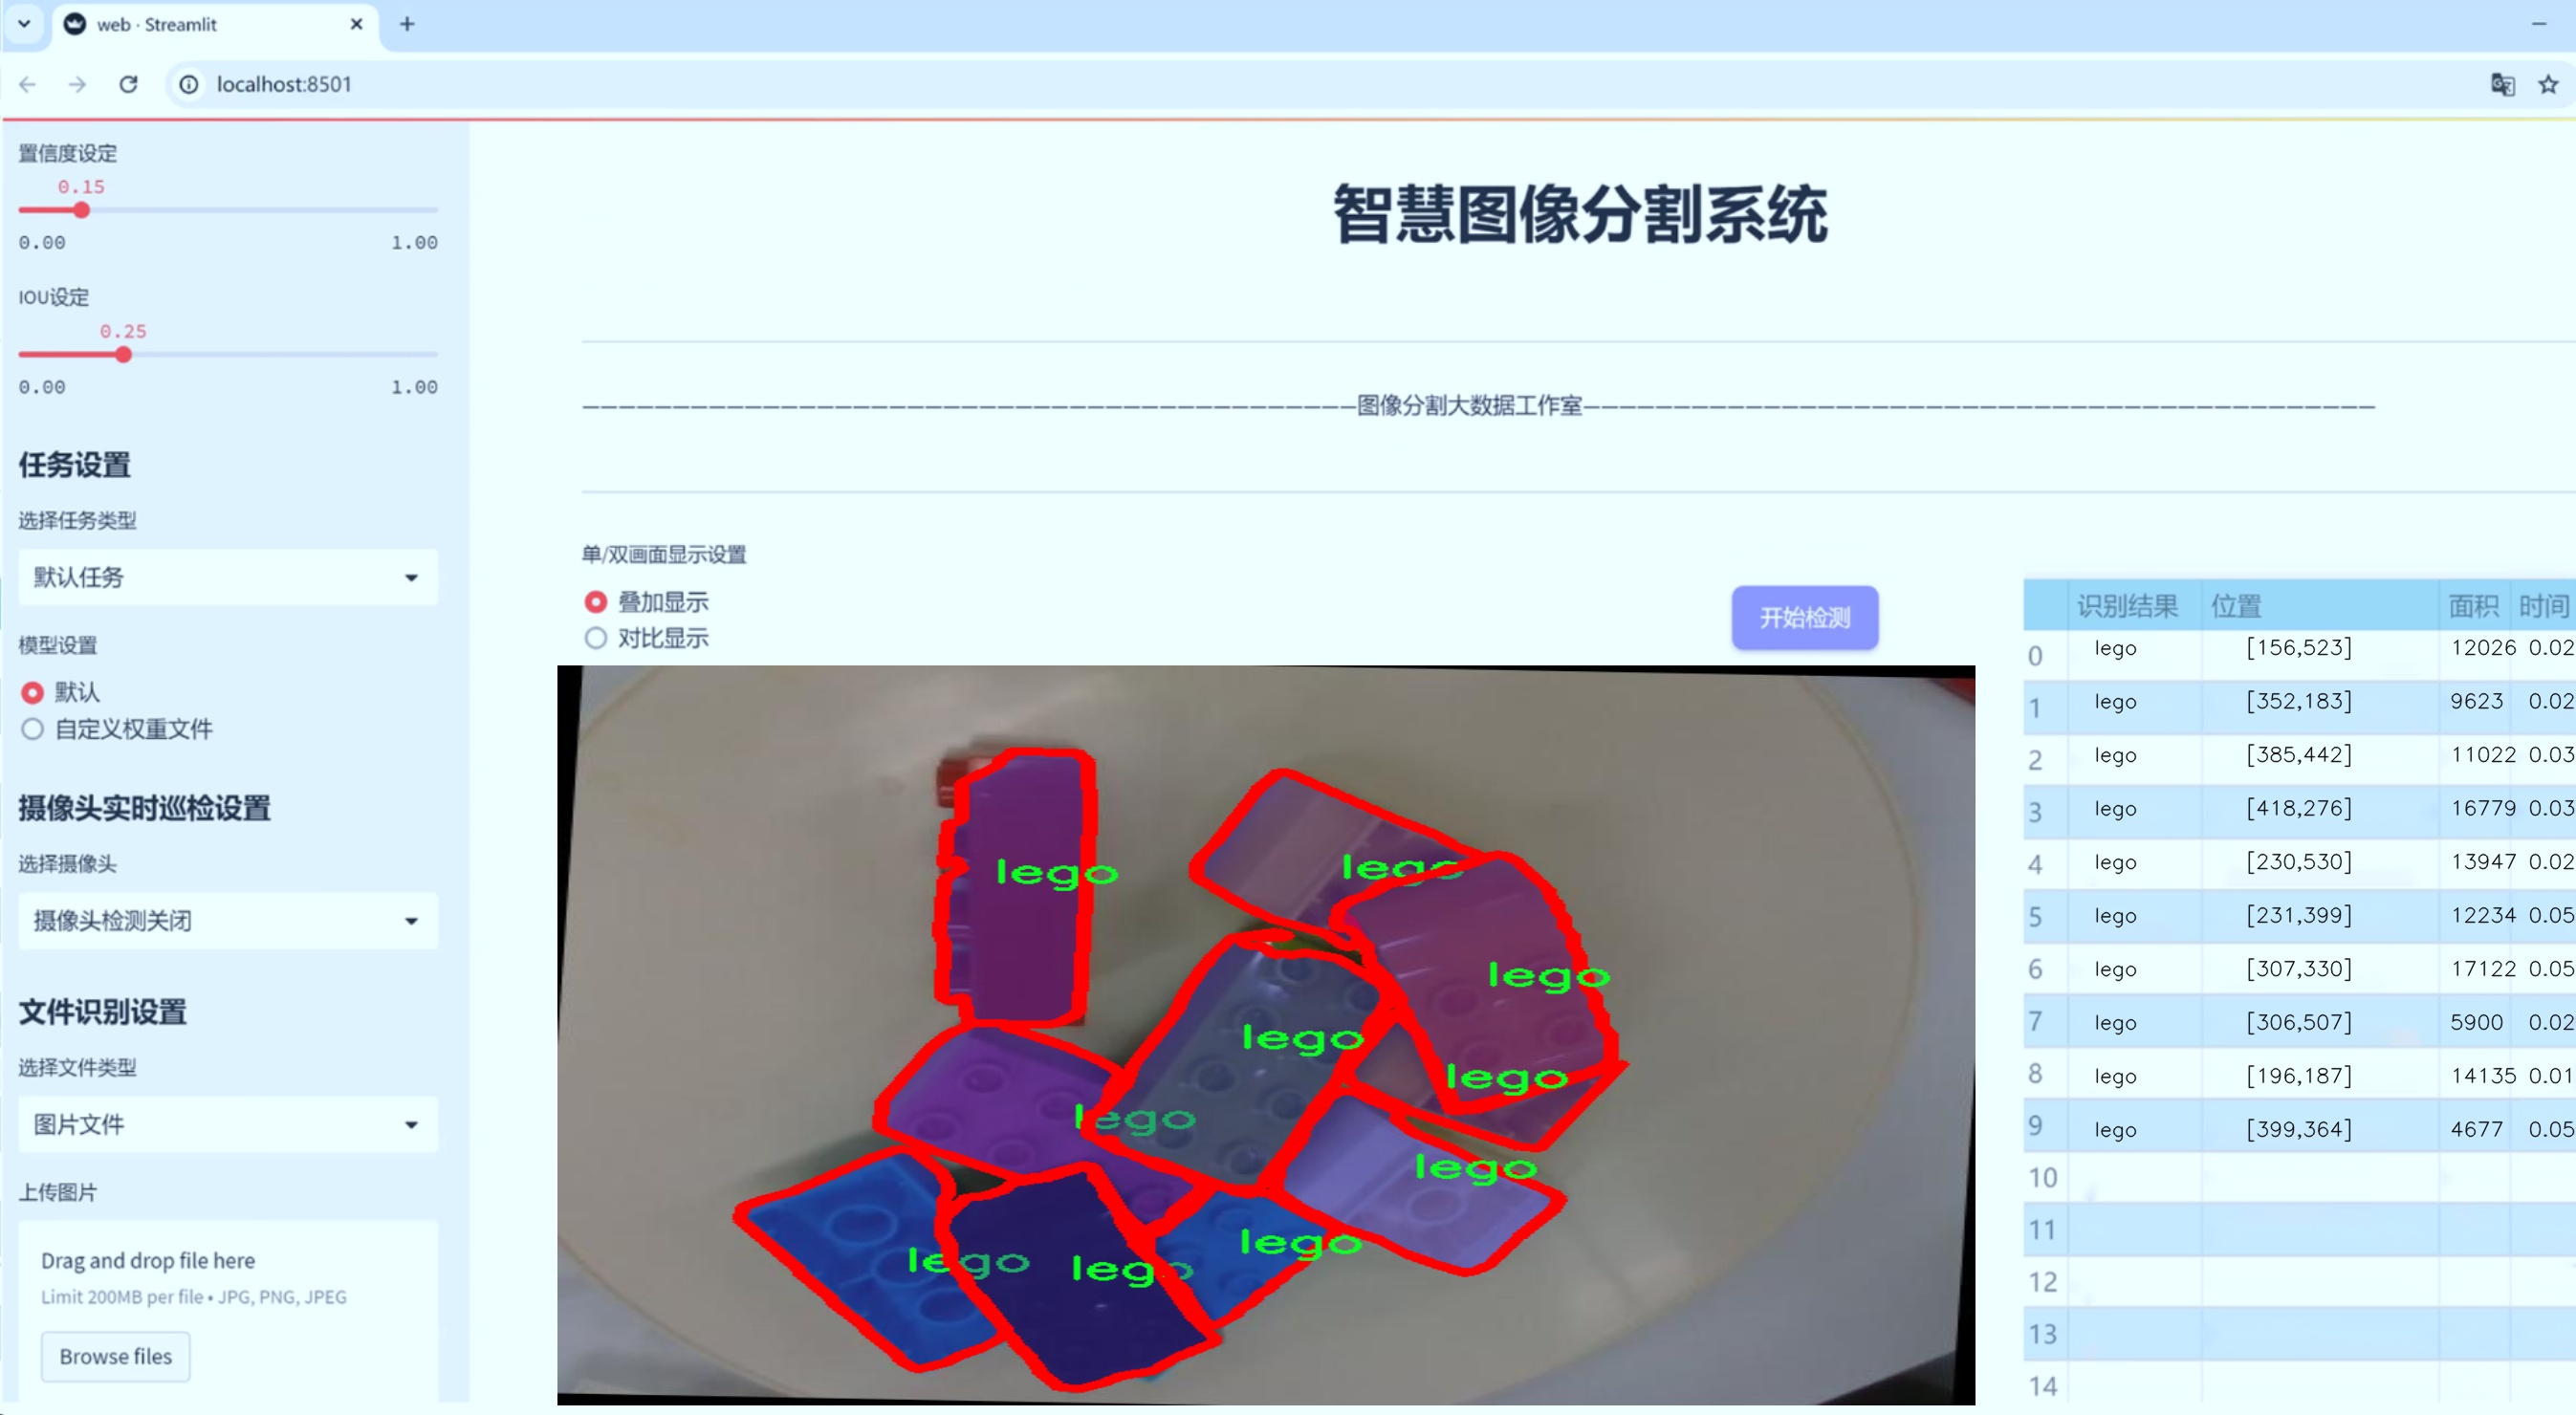 web · Streamlit
localhost:8501
置信度设定
0.15
0.00 1.00
IOU设定
0.25
0.00 1.00
任务设置
选择任务类型
默认任务
模型设置
默认
自定义权重文件
摄像头实时巡检设置
选择摄像头
摄像头检测关闭
文件识别设置
选择文件类型
图片文件
上传图片
Drag and drop file here
Limit 200MB per file • JPG, PNG, JPEG
Browse files
智慧图像分割系统
图像分割大数据工作室
单/双画面显示设置
叠加显示
对比显示
开始检测
lego
lego
lego
lego
lego
lego
lego
lego
lego
lego
识别结果 位置 面积 时间
0 lego [156,523] 12026 0.02
1 lego [352,183] 9623 0.02
2 lego [385,442] 11022 0.03
3 lego [418,276] 16779 0.03
4 lego [230,530] 13947 0.02
5 lego [231,399] 12234 0.05
6 lego [307,330] 17122 0.05
7 lego [306,507] 5900 0.02
8 lego [196,187] 14135 0.01
9 lego [399,364] 4677 0.05
10
11
12
13
14